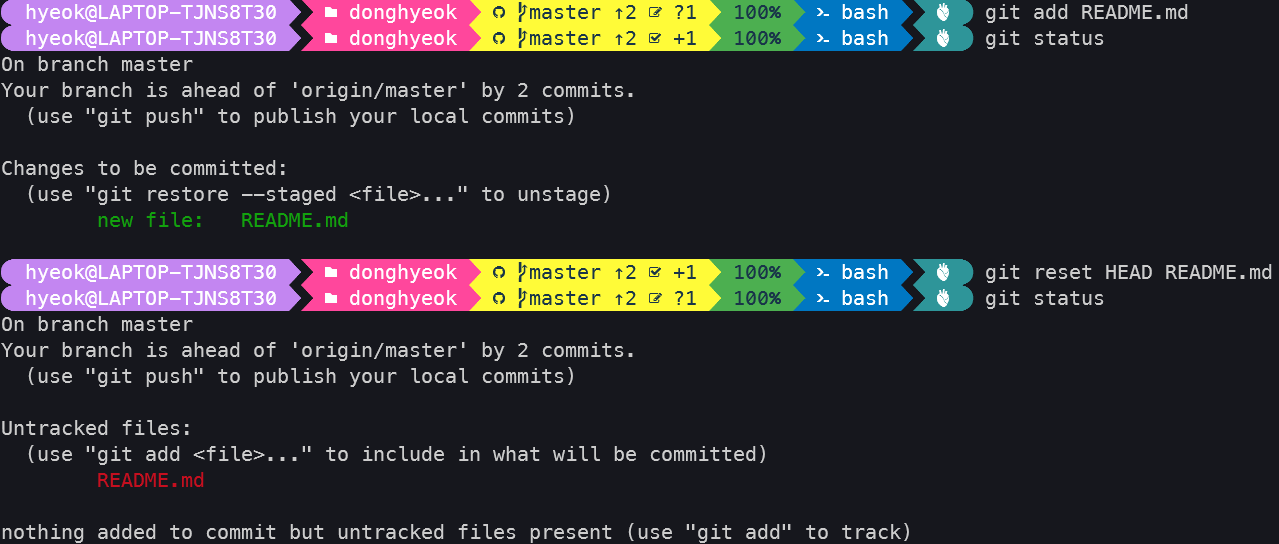 hyeok@LAPTOP-TJNS8T30 donghyeok master ↑2 ?1 100% bash git add README.md
hyeok@LAPTOP-TJNS8T30 donghyeok master ↑2 +1 100% bash git status
On branch master
Your branch is ahead of 'origin/master' by 2 commits.
(use "git push" to publish your local commits)
Changes to be committed:
(use "git restore --staged <file>..." to unstage)
new file: README.md
hyeok@LAPTOP-TJNS8T30 donghyeok master ↑2 +1 100% bash git reset HEAD README.md
hyeok@LAPTOP-TJNS8T30 donghyeok master ↑2 ?1 100% bash git status
On branch master
Your branch is ahead of 'origin/master' by 2 commits.
(use "git push" to publish your local commits)
Untracked files:
(use "git add <file>..." to include in what will be committed)
README.md
nothing added to commit but untracked files present (use "git add" to track)